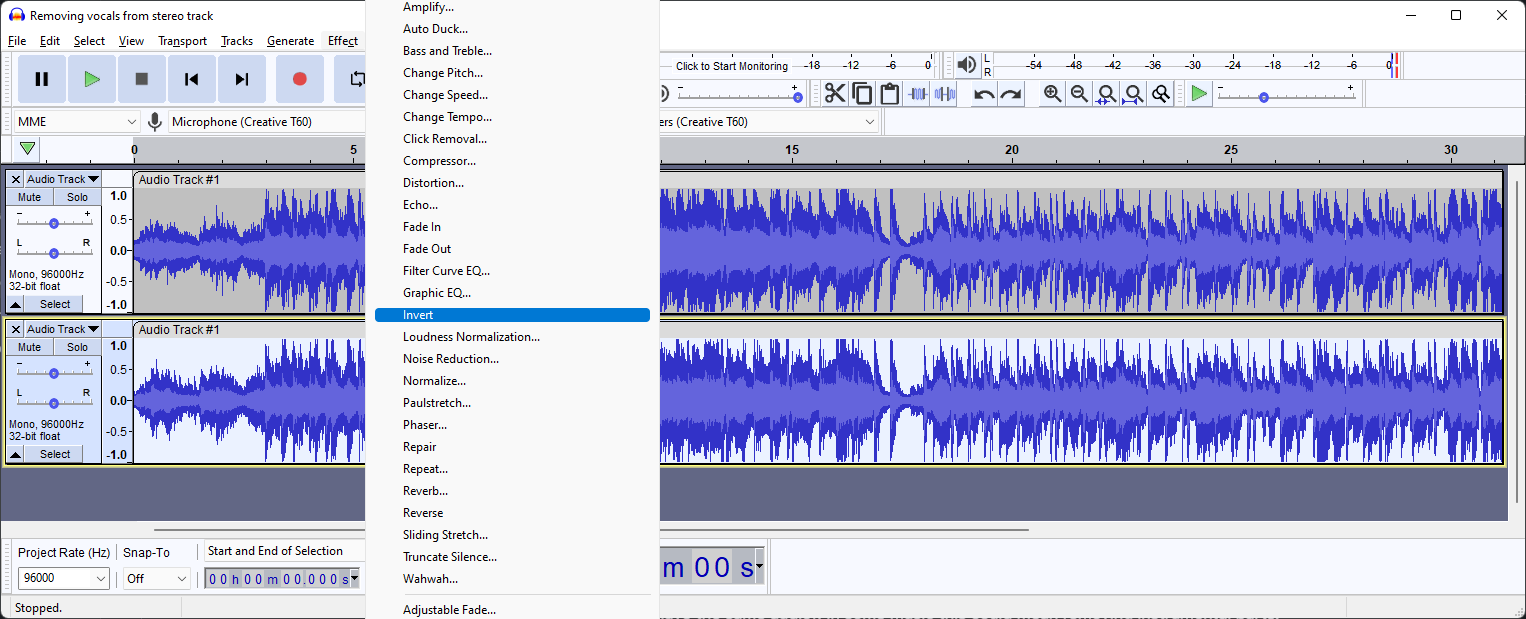 Removing vocals from stereo track
File Edit Select View Transport Tracks Generate Effect
Amplify...
Auto Duck...
Bass and Treble...
Change Pitch...
Change Speed...
Change Tempo...
Click Removal...
Compressor...
Distortion...
Echo...
Fade In
Fade Out
Filter Curve EQ...
Graphic EQ...
Invert
Loudness Normalization...
Noise Reduction...
Normalize...
Paulstretch...
Phaser...
Repair
Repeat...
Reverb...
Reverse
Sliding Stretch...
Truncate Silence...
Wahwah...
Adjustable Fade...
Click to Start Monitoring -18 -12 -6 0
L
R
-54 -48 -42 -36 -30 -24 -18 -12 -6 0
- +
- +
MME Microphone (Creative T60) ers (Creative T60)
0 5 15 20 25 30
Audio Track Audio Track #1
Mute Solo
- +
L R
Mono, 96000Hz
32-bit float
Select
1.0
0.5-
0.0-
-0.5-
-1.0
Audio Track Audio Track #1
Mute Solo
- +
L R
Mono, 96000Hz
32-bit float
Select
1.0
0.5-
0.0-
-0.5-
-1.0
Project Rate (Hz) Snap-To Start and End of Selection
96000 Off 00h00m00.000s m 00 s
Stopped.